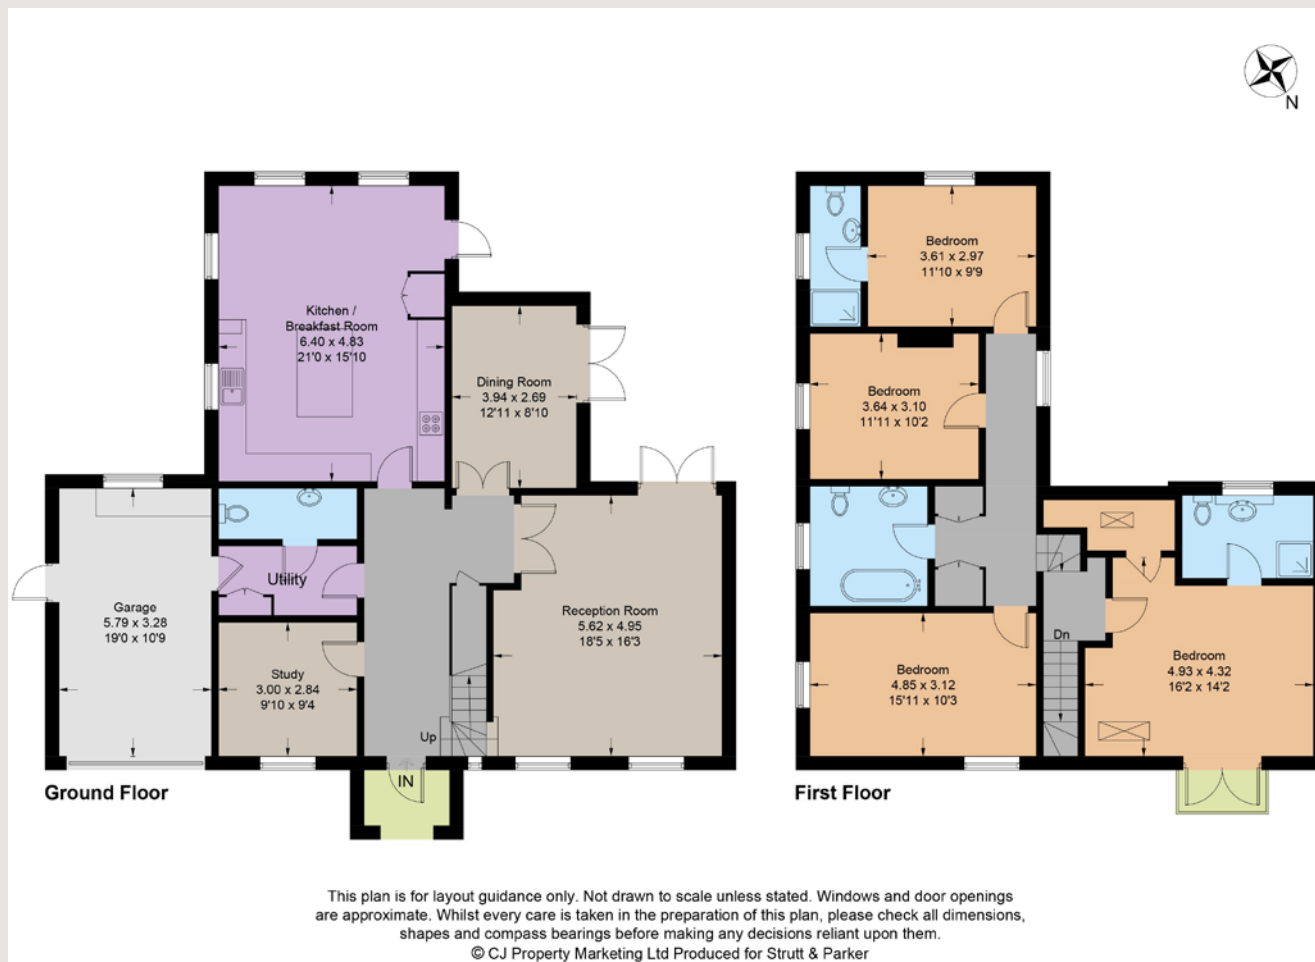 N
Kitchen /
Breakfast Room
6.40 x 4.83
21'0 x 15'10
Dining Room
3.94 x 2.69
12'11 x 8'10
Utility
Garage
5.79 x 3.28
19'0 x 10'9
Study
3.00 x 2.84
9'10 x 9'4
Reception Room
5.62 x 4.95
18'5 x 16'3
Up
IN
Ground Floor
Bedroom
3.61 x 2.97
11'10 x 9'9
Bedroom
3.64 x 3.10
11'11 x 10'2
Bedroom
4.85 x 3.12
15'11 x 10'3
Dn
Bedroom
4.93 x 4.32
16'2 x 14'2
First Floor
This plan is for layout guidance only. Not drawn to scale unless stated. Windows and door openings
are approximate. Whilst every care is taken in the preparation of this plan, please check all dimensions,
shapes and compass bearings before making any decisions reliant upon them.
© CJ Property Marketing Ltd Produced for Strutt & Parker